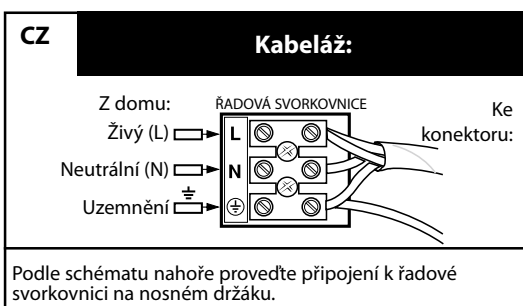 CZ
Kabeláž:
Z domu:
ŘADOVÁ SVORKOVNICE
Ke
konektoru:
Živý (L)
L
Neutrální (N)
N
Uzemnění
Podle schématu nahoře proveďte připojení k řadové
svorkovnici na nosném držáku.